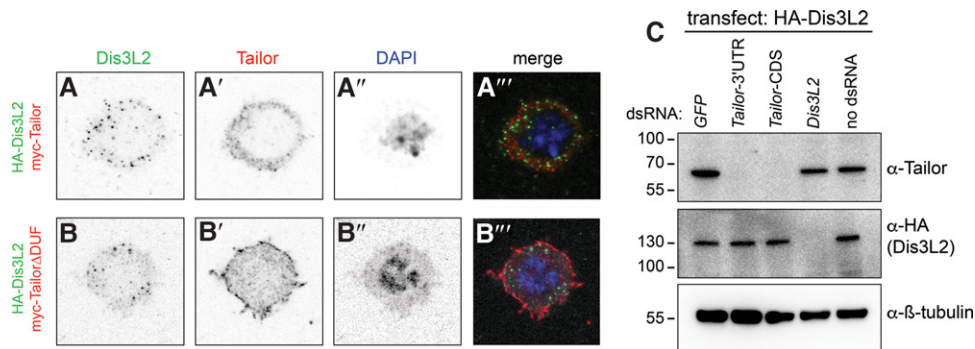 Dis3L2 Tailor DAPI merge
HA-Dis3L2
myc-Tailor
A A′ A″ A‴
HA-Dis3L2
myc-TailorΔDUF
B B′ B″ B‴
C
transfect: HA-Dis3L2
dsRNA: GFP Tailor-3'UTR Tailor-CDS Dis3L2 no dsRNA
100
70
55
α-Tailor
130
100
α-HA
(Dis3L2)
55
α-ß-tubulin